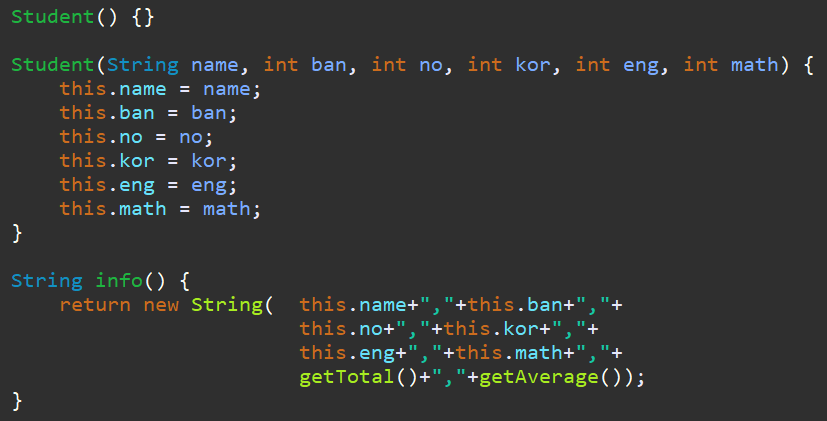 Student() {}
Student(String name, int ban, int no, int kor, int eng, int math) {
this.name = name;
this.ban = ban;
this.no = no;
this.kor = kor;
this.eng = eng;
this.math = math;
}
String info() {
return new String(  this.name+","+this.ban+","+
this.no+","+this.kor+","+
this.eng+","+this.math+","+
getTotal()+","+getAverage());
}